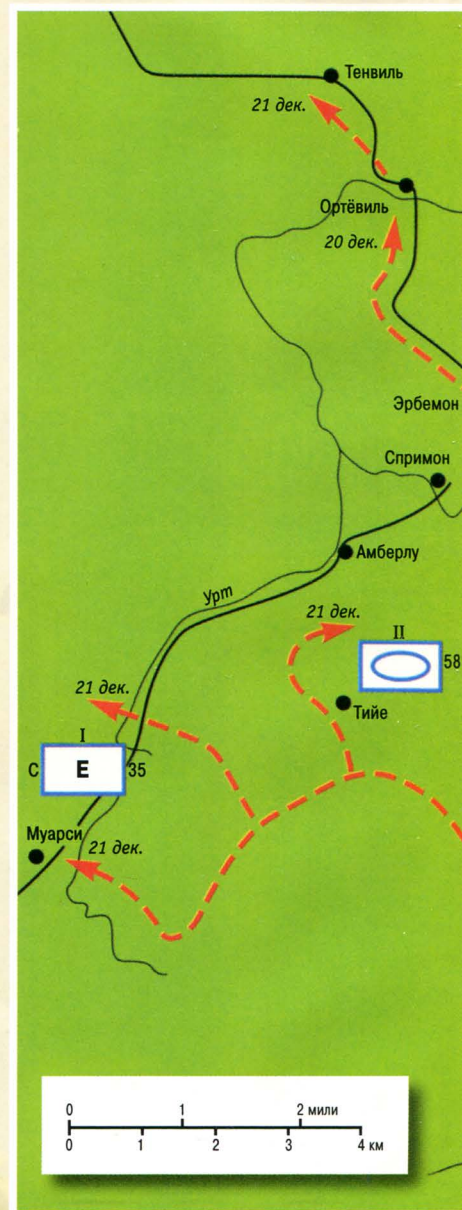 Тенвиль
21 дек.
Ортёвиль
20 дек.
Эрбемон
Спримон
Амберлу
Урт
21 дек.
II
58
21 дек.
Тийе
I
С Е 35
Муарси
21 дек.
0 1 2 мили
0 1 2 3 4 км